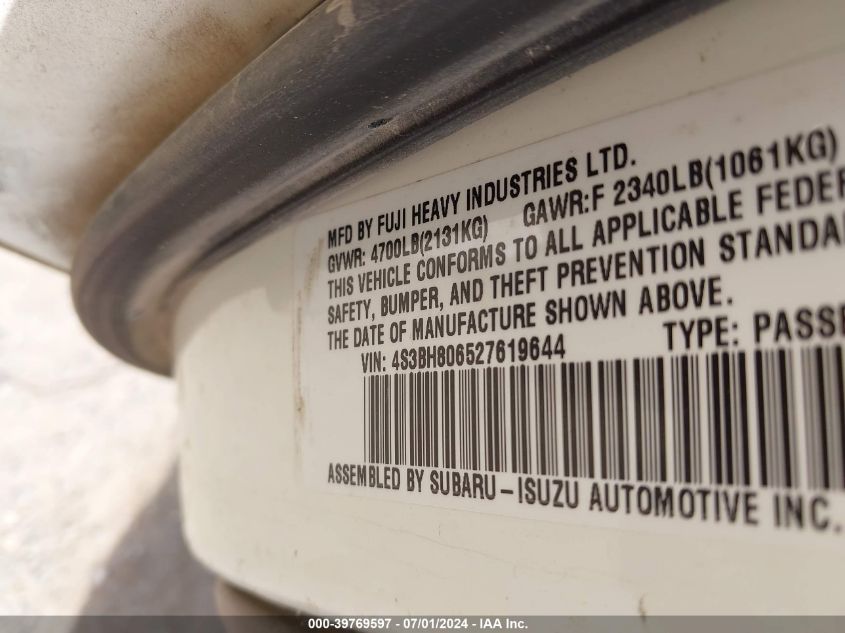 MFD BY FUJI HEAVY INDUSTRIES LTD.
GVWR: 4700LB(2131KG) GAWR:F 2340LB(1061KG)
THIS VEHICLE CONFORMS TO ALL APPLICABLE FEDER
SAFETY, BUMPER, AND THEFT PREVENTION STANDA
THE DATE OF MANUFACTURE SHOWN ABOVE.
VIN: 4S3BH806527619644 TYPE: PASSE
ASSEMBLED BY SUBARU-ISUZU AUTOMOTIVE INC.
000-39769597 - 07/01/2024 - IAA Inc.